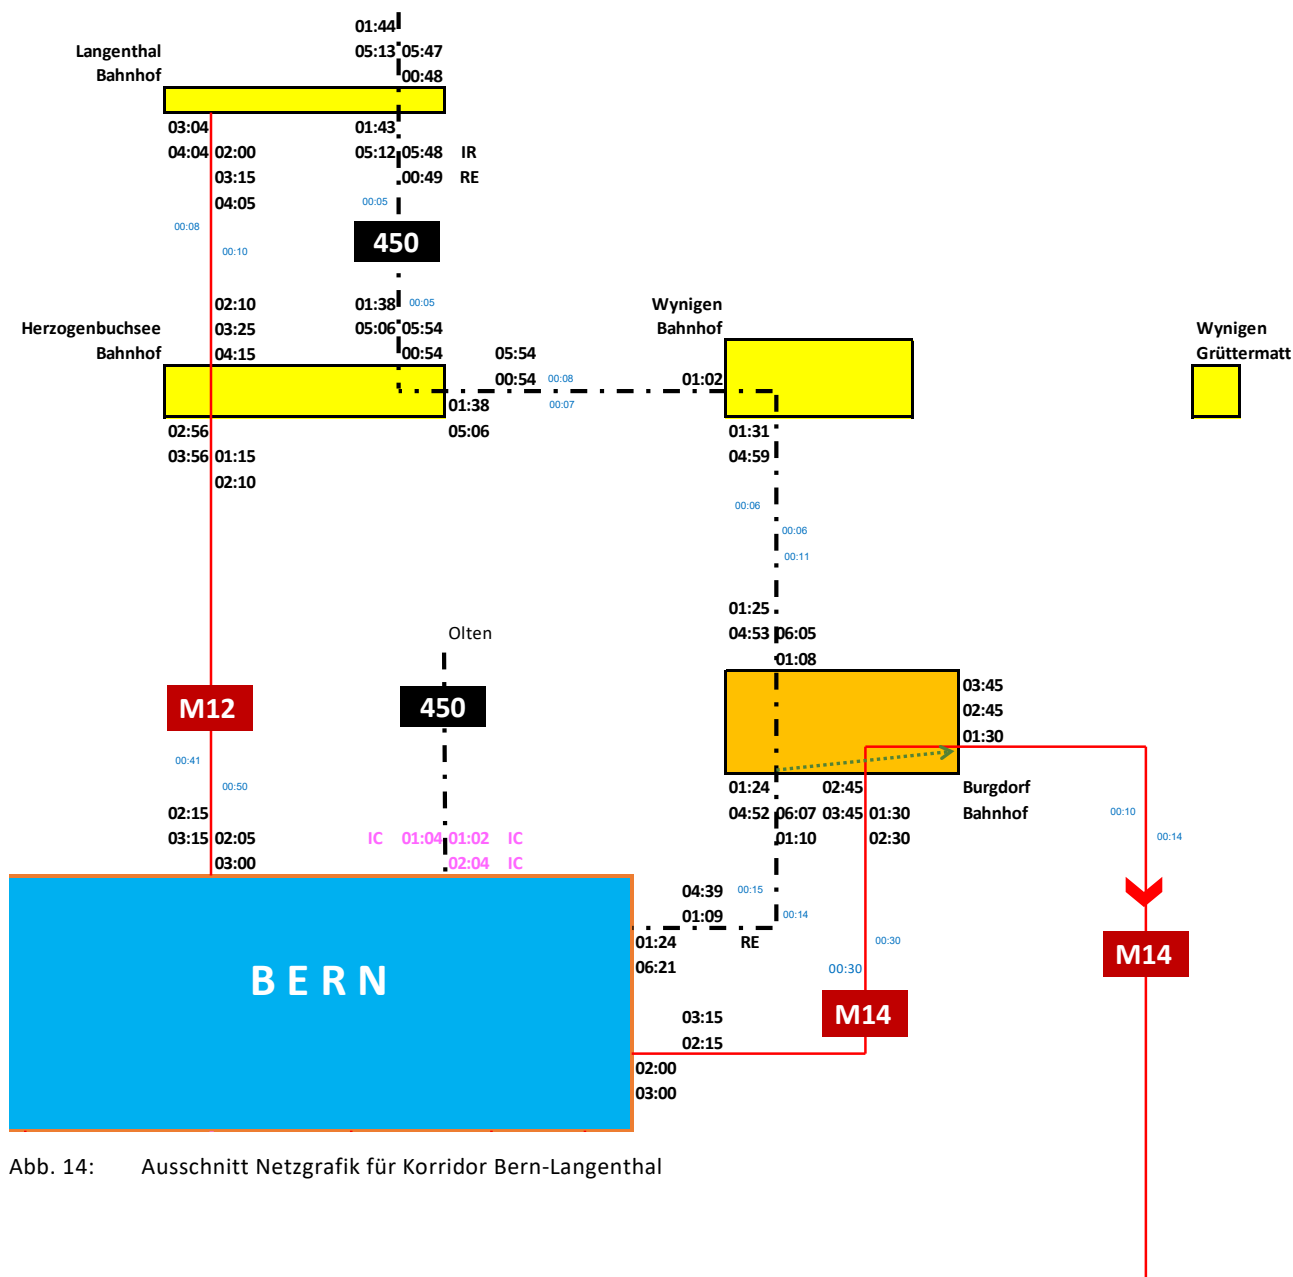 01:44
Langenthal 05:13 05:47
Bahnhof 00:48
03:04 01:43
04:04 02:00 05:12 05:48 IR
03:15 00:49 RE
04:05 00:05
00:08
00:10
450
02:10 01:38 00:05 Wynigen
Herzogenbuchsee 03:25 05:06 05:54 Bahnhof Wynigen
Bahnhof 04:15 00:54 05:54 Grüttermatt
00:54 00:08 01:02
01:38 00:07
02:56 05:06 01:31
03:56 01:15 04:59
02:10
00:06
00:06
00:11
01:25
Olten 04:53 06:05
01:08
03:45
M12 450 02:45
01:30
00:41
00:50 01:24 02:45 Burgdorf
02:15 04:52 06:07 03:45 01:30 Bahnhof 00:10
03:15 02:05 IC 01:04 01:02 IC 01:10 02:30 00:14
03:00 02:04 IC
04:39 00:15
01:09 00:14
01:24 RE 00:30
BERN 06:21 00:30 M14
03:15 M14
02:15
02:00
03:00
Abb. 14: Ausschnitt Netzgrafik für Korridor Bern-Langenthal